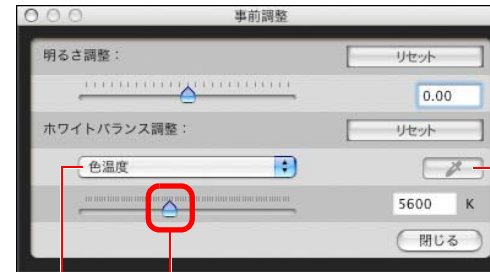 事前調整
明るさ調整： リセット
0.00
ホワイトバランス調整： リセット
色温度
5600 K
閉じる